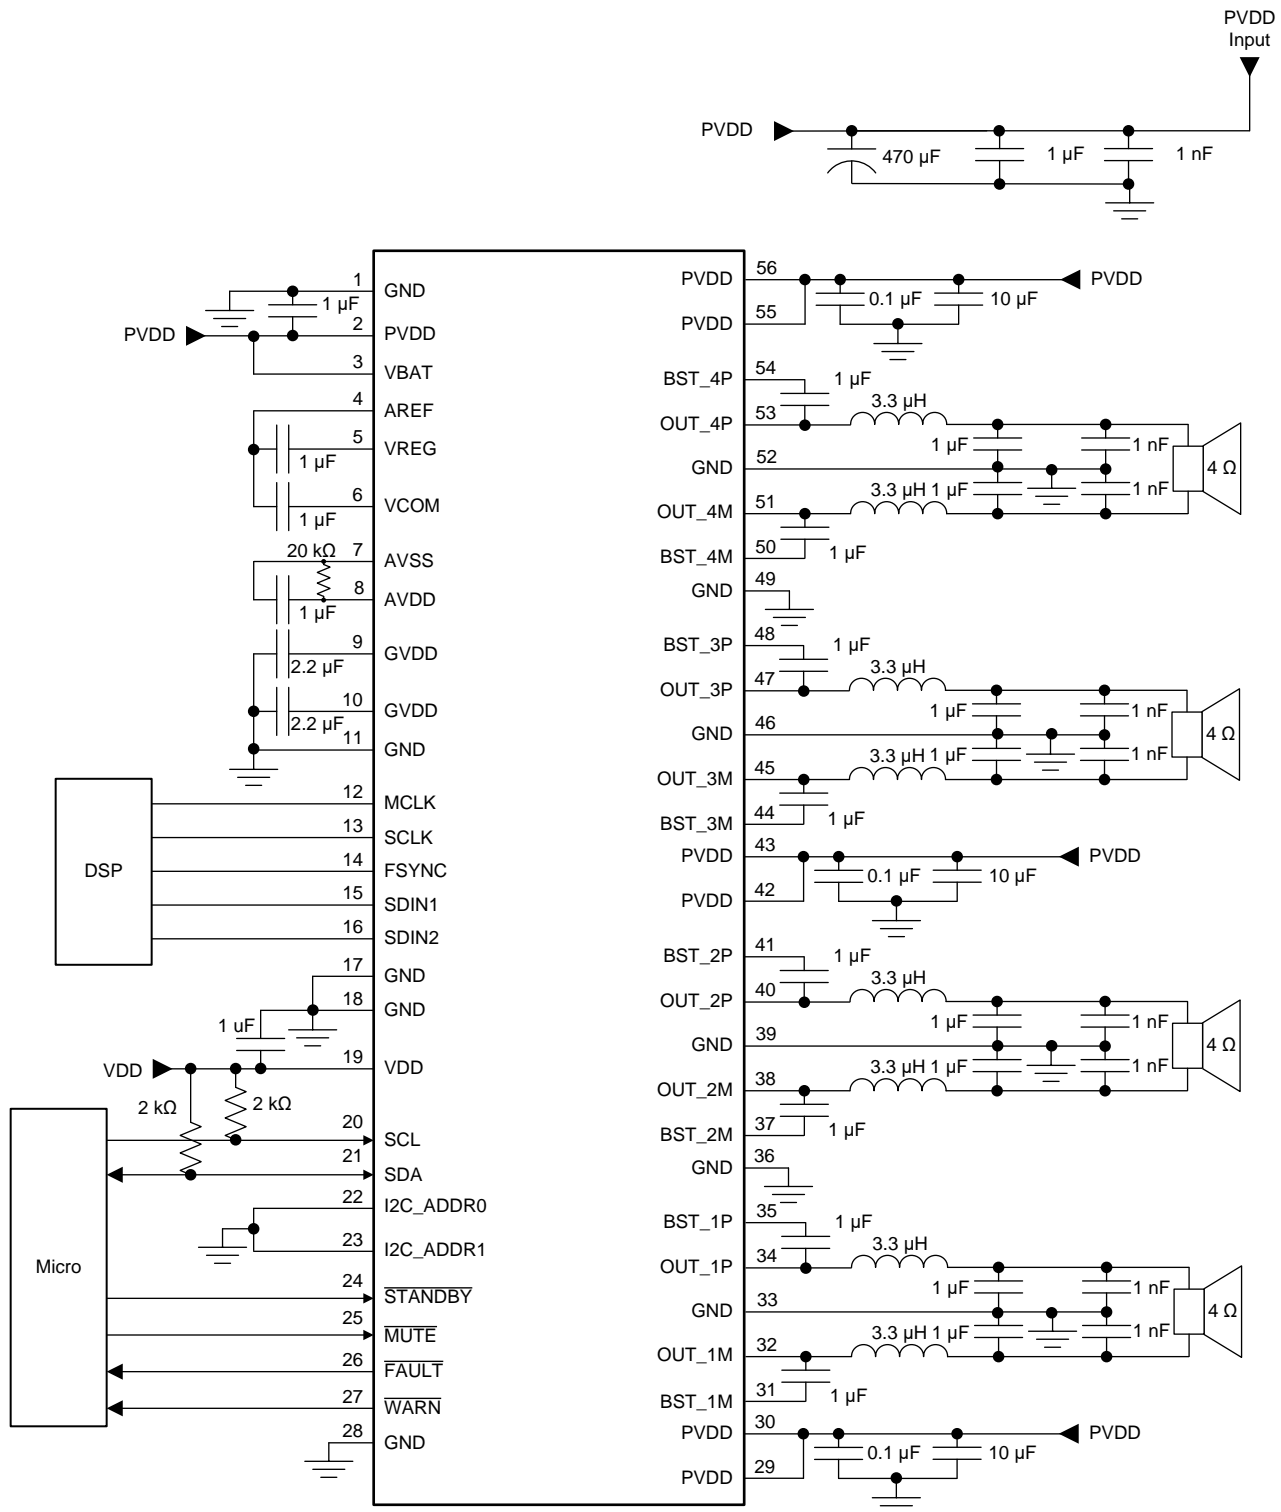 PVDD
Input
PVDD
470 µF
1 µF
1 nF
1
GND
1 µF
2
PVDD
PVDD
3
VBAT
4
AREF
5
VREG
1 µF
6
VCOM
1 µF
20 kΩ
7
AVSS
8
AVDD
1 µF
9
GVDD
2.2 µF
10
GVDD
2.2 µF
11
GND
DSP
12
MCLK
13
SCLK
14
FSYNC
15
SDIN1
16
SDIN2
17
GND
18
GND
1 uF
19
VDD
VDD
2 kΩ
2 kΩ
Micro
20
SCL
21
SDA
22
I2C_ADDR0
23
I2C_ADDR1
24
STANDBY
25
MUTE
26
FAULT
27
WARN
28
GND
PVDD
56
PVDD
0.1 µF
10 µF
PVDD
55
BST_4P
54
1 µF
3.3 µH
OUT_4P
53
1 µF
1 nF
GND
52
4 Ω
3.3 µH
1 µF
1 nF
OUT_4M
51
BST_4M
50
1 µF
GND
49
BST_3P
48
1 µF
3.3 µH
OUT_3P
47
1 µF
1 nF
GND
46
4 Ω
3.3 µH
1 µF
1 nF
OUT_3M
45
BST_3M
44
1 µF
PVDD
43
PVDD
0.1 µF
10 µF
PVDD
42
BST_2P
41
1 µF
3.3 µH
OUT_2P
40
1 µF
1 nF
GND
39
4 Ω
3.3 µH
1 µF
1 nF
OUT_2M
38
BST_2M
37
1 µF
GND
36
BST_1P
35
1 µF
3.3 µH
OUT_1P
34
1 µF
1 nF
GND
33
4 Ω
3.3 µH
1 µF
1 nF
OUT_1M
32
BST_1M
31
1 µF
PVDD
30
PVDD
0.1 µF
10 µF
PVDD
29